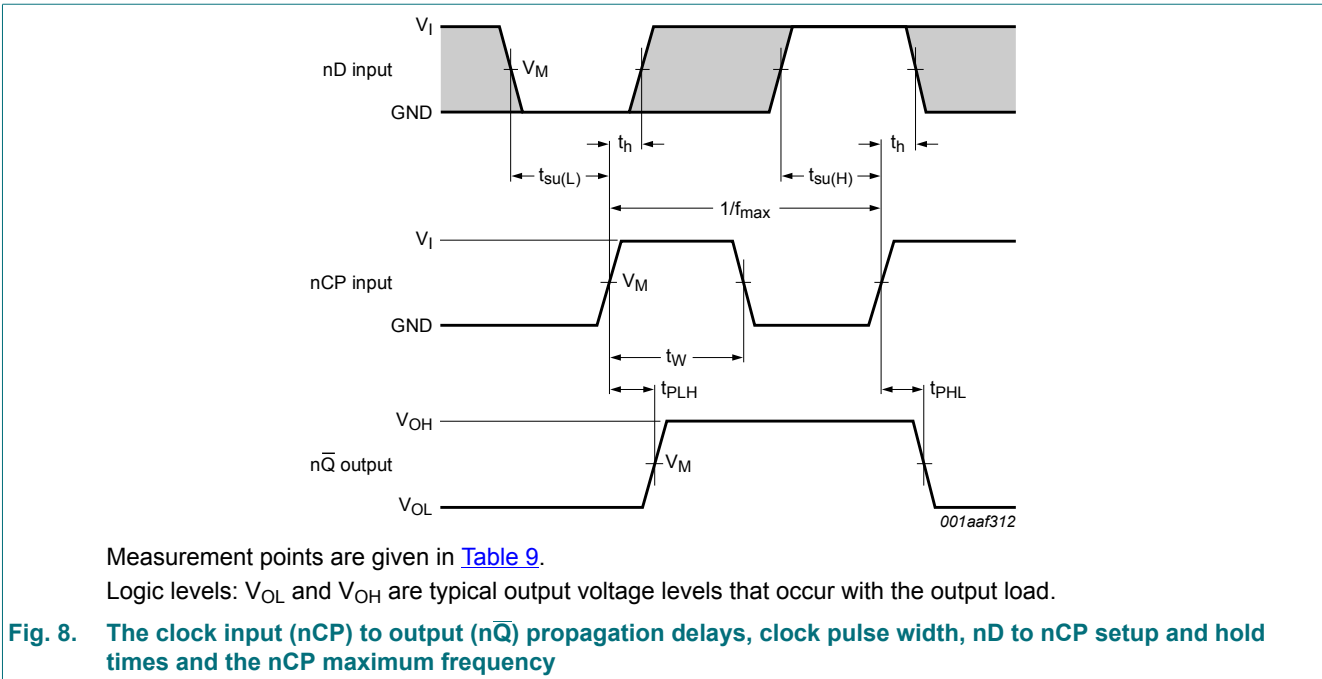 V_I
nD input
V_M
GND
t_h
t_h
t_su(L)
t_su(H)
1/f_max
V_I
nCP input
V_M
GND
t_W
t_PLH
t_PHL
V_OH
nQ̅ output
V_M
V_OL
001aaf312
Measurement points are given in Table 9.
Logic levels: V_OL and V_OH are typical output voltage levels that occur with the output load.
Fig. 8. The clock input (nCP) to output (nQ̅) propagation delays, clock pulse width, nD to nCP setup and hold
times and the nCP maximum frequency